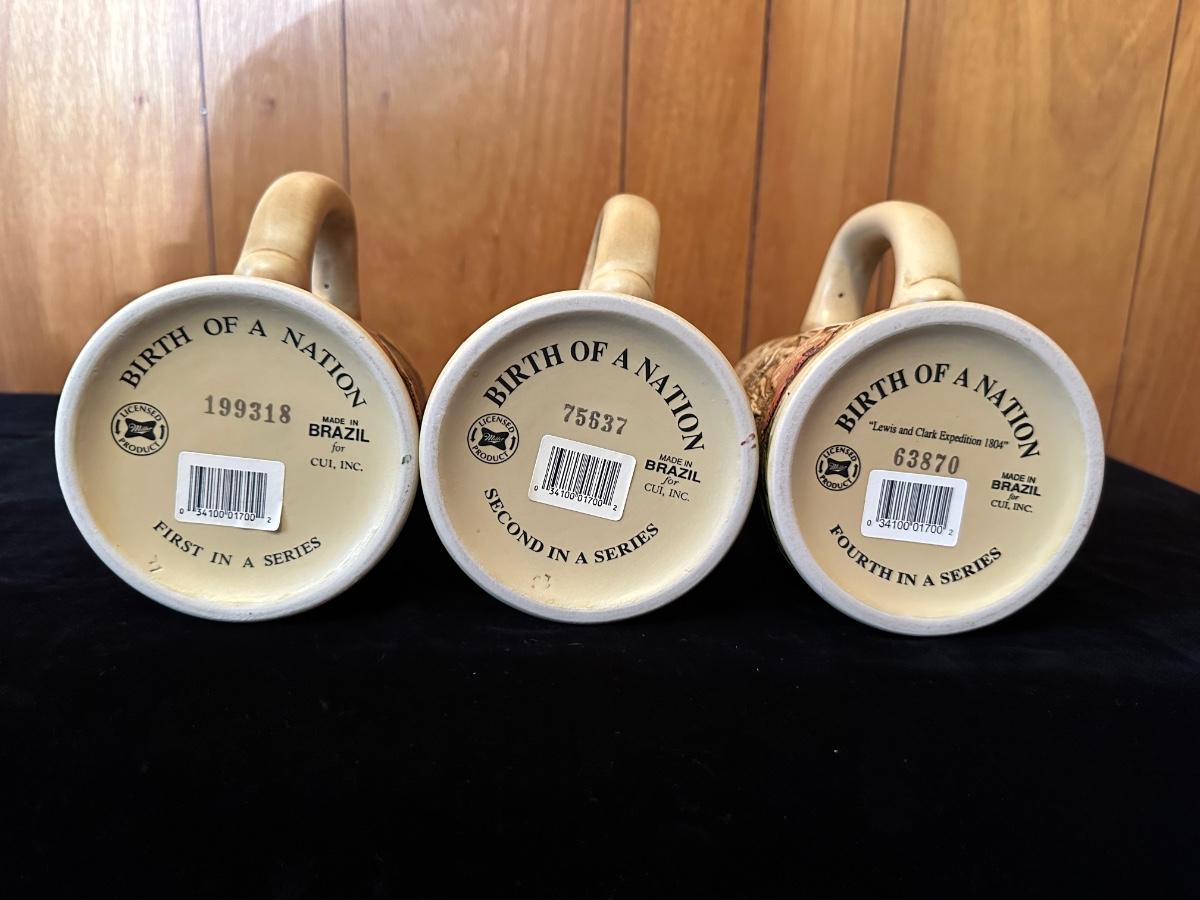 BIRTH OF A NATION
199318
LICENSED
Miller
PRODUCT
MADE IN
BRAZIL
for
CUI, INC.
0 34100 01700 2
FIRST IN A SERIES
BIRTH OF A NATION
75637
LICENSED
Miller
PRODUCT
MADE IN
BRAZIL
for
CUI, INC.
0 34100 01700 2
SECOND IN A SERIES
BIRTH OF A NATION
"Lewis and Clark Expedition 1804"
63870
LICENSED
Miller
PRODUCT
MADE IN
BRAZIL
for
CUI, INC.
0 34100 01700 2
FOURTH IN A SERIES